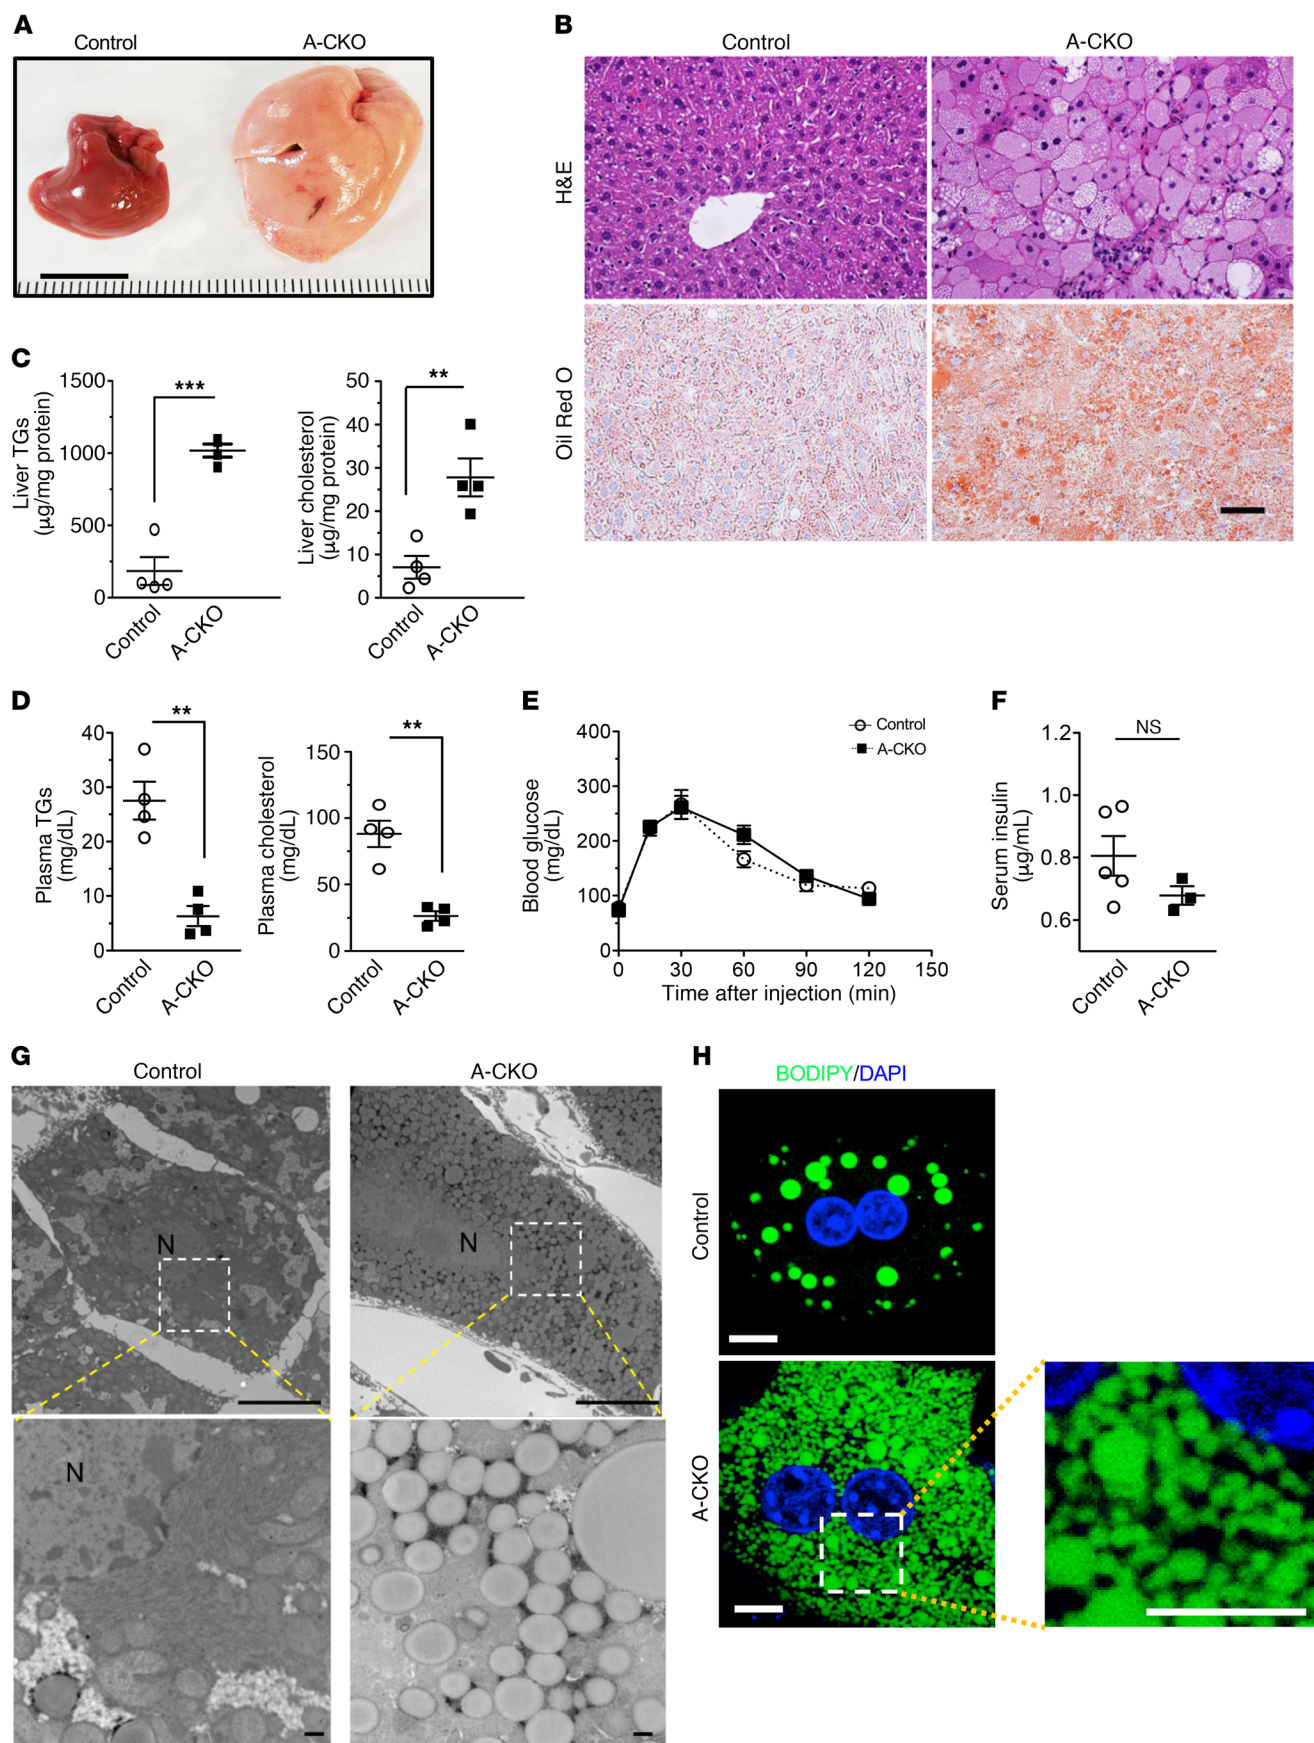 A
Control
A-CKO
B
Control
A-CKO
H&E
Oil Red O
C
Liver TGs
(µg/mg protein)
1500
1000
500
0
***
Control
A-CKO
Liver cholesterol
(µg/mg protein)
50
40
30
20
10
0
**
Control
A-CKO
D
Plasma TGs
(mg/dL)
40
30
20
10
0
**
Control
A-CKO
Plasma cholesterol
(mg/dL)
150
100
50
0
**
Control
A-CKO
E
Blood glucose
(mg/dL)
400
300
200
100
0
Control
A-CKO
0
30
60
90
120
150
Time after injection (min)
F
Serum insulin
(µg/mL)
1.2
1.0
0.8
0.6
NS
Control
A-CKO
G
Control
A-CKO
N
N
N
H
BODIPY/DAPI
Control
A-CKO